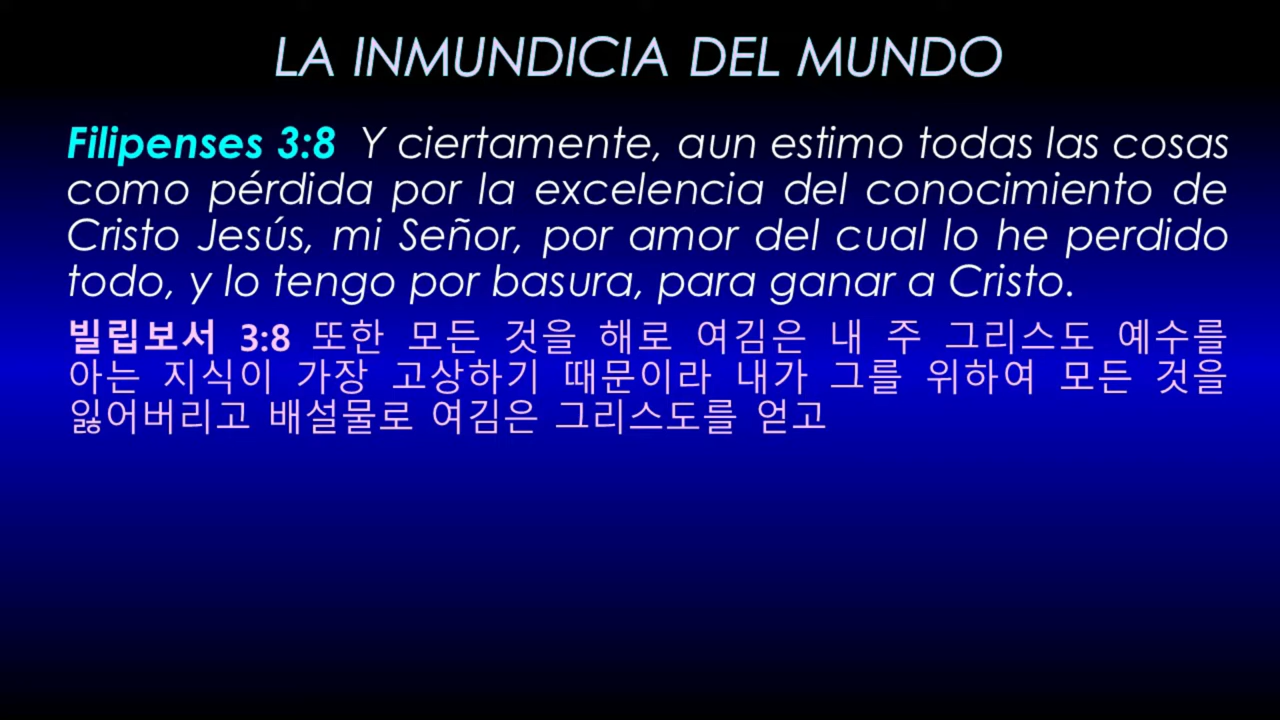 LA INMUNDICIA DEL MUNDO
Filipenses 3:8 Y ciertamente, aun estimo todas las cosas
como pérdida por la excelencia del conocimiento de
Cristo Jesús, mi Señor, por amor del cual lo he perdido
todo, y lo tengo por basura, para ganar a Cristo.
빌립보서 3:8 또한 모든 것을 해로 여김은 내 주 그리스도 예수를
아는 지식이 가장 고상하기 때문이라 내가 그를 위하여 모든 것을
잃어버리고 배설물로 여김은 그리스도를 얻고